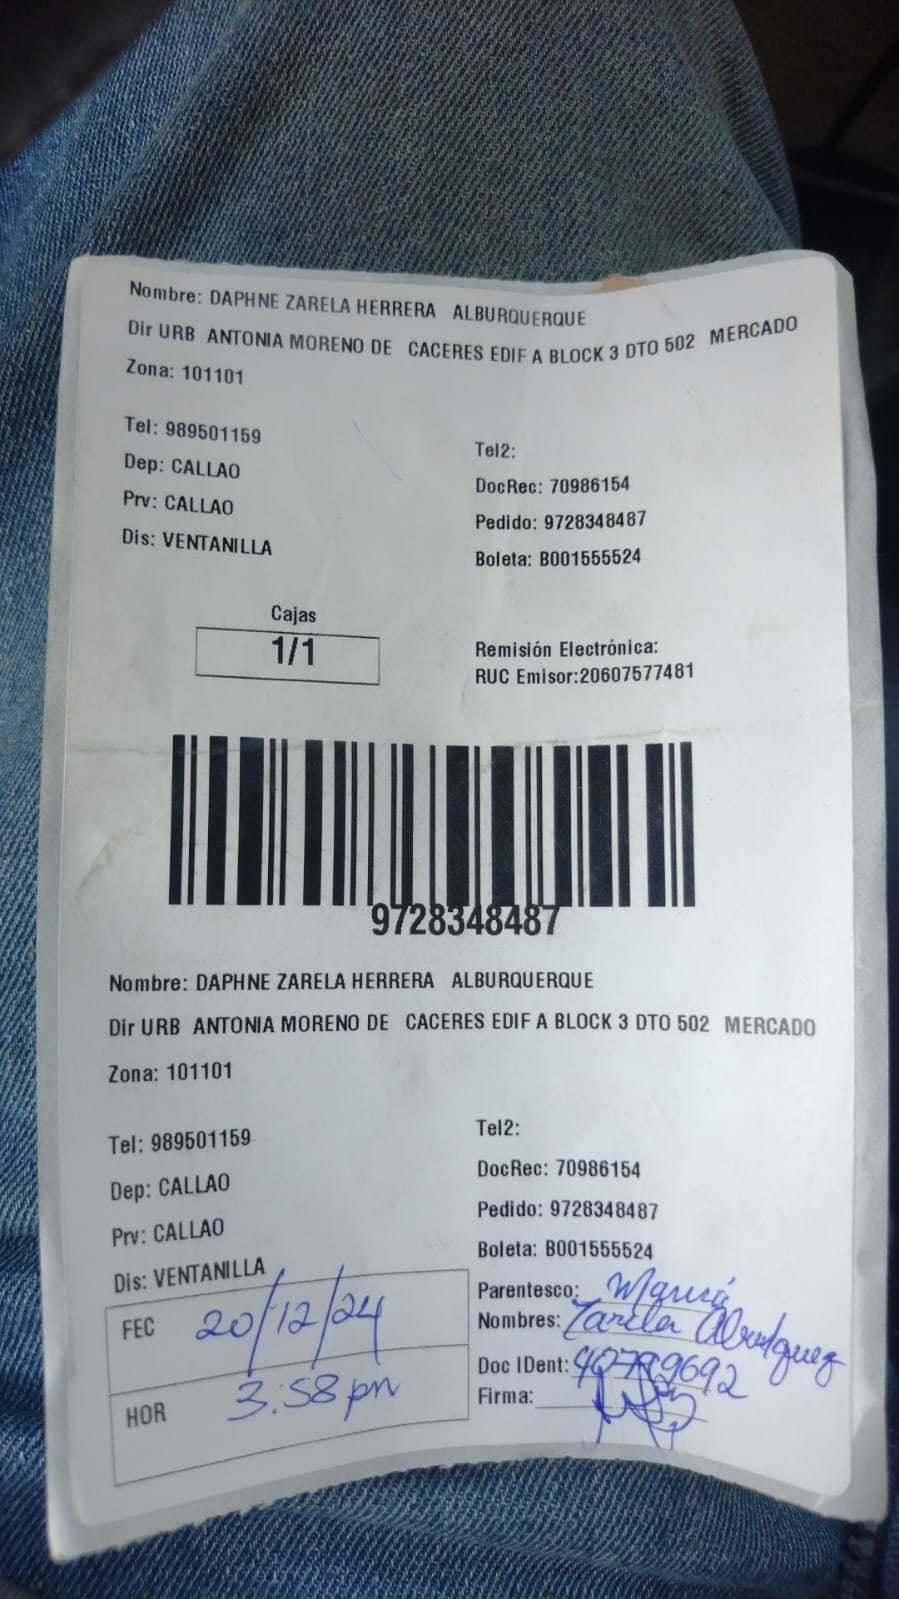 Nombre: DAPHNE ZARELA HERRERA ALBURQUERQUE
Dir URB ANTONIA MORENO DE CACERES EDIF A BLOCK 3 DTO 502 MERCADO
Zona: 101101
Tel: 989501159
Tel2:
Dep: CALLAO
DocRec: 70986154
Prv: CALLAO
Pedido: 9728348487
Dis: VENTANILLA
Boleta: B001555524
Cajas
1/1
Remisión Electrónica:
RUC Emisor:20607577481
9728348487
Nombre: DAPHNE ZARELA HERRERA ALBURQUERQUE
Dir URB ANTONIA MORENO DE CACERES EDIF A BLOCK 3 DTO 502 MERCADO
Zona: 101101
Tel: 989501159
Tel2:
Dep: CALLAO
DocRec: 70986154
Prv: CALLAO
Pedido: 9728348487
Dis: VENTANILLA
Boleta: B001555524
FEC 20/12/24
HOR 3:58 pm
Parentesco: Mamá
Nombres: Zarela
Doc IDent:
Firma: